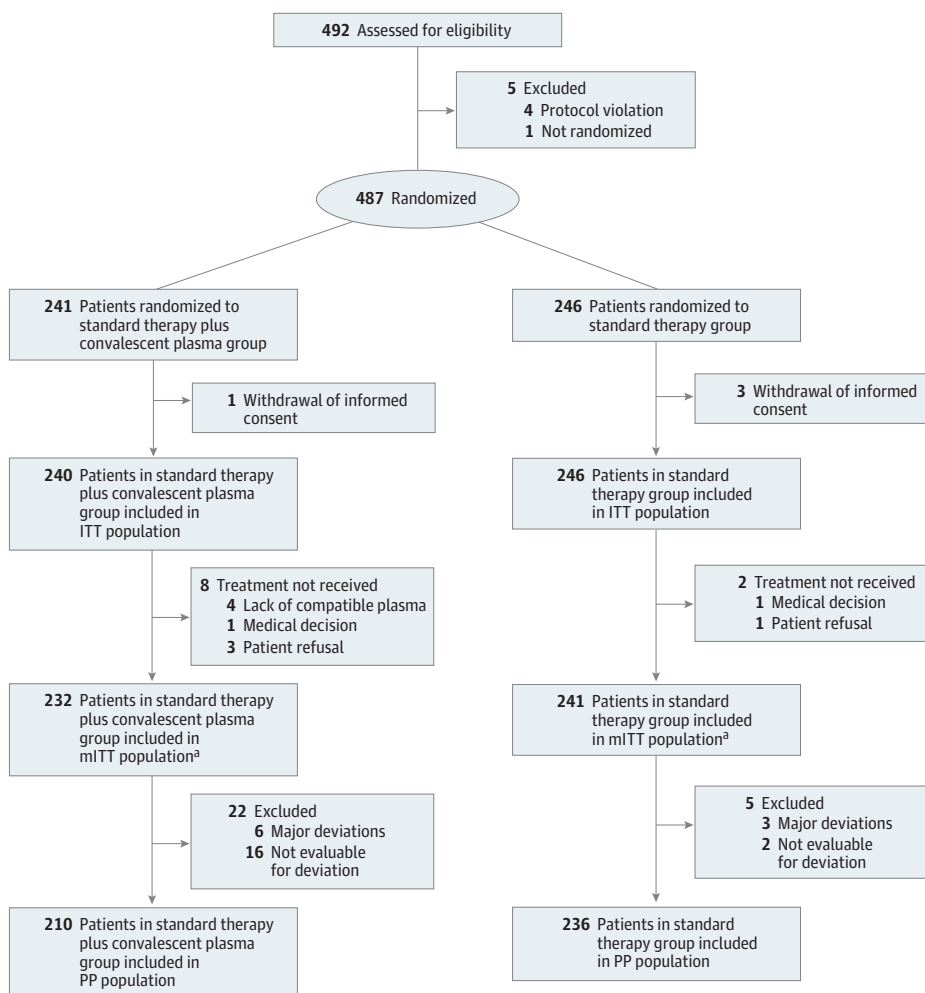 492 Assessed for eligibility
5 Excluded
4 Protocol violation
1 Not randomized
487 Randomized
241 Patients randomized to
standard therapy plus
convalescent plasma group
246 Patients randomized to
standard therapy group
1 Withdrawal of informed
consent
3 Withdrawal of informed
consent
240 Patients in standard therapy
plus convalescent plasma
group included in
ITT population
246 Patients in standard
therapy group included
in ITT population
8 Treatment not received
4 Lack of compatible plasma
1 Medical decision
3 Patient refusal
2 Treatment not received
1 Medical decision
1 Patient refusal
232 Patients in standard therapy
plus convalescent plasma
group included in
mITT populationa
241 Patients in standard
therapy group included
in mITT populationa
22 Excluded
6 Major deviations
16 Not evaluable
for deviation
5 Excluded
3 Major deviations
2 Not evaluable
for deviation
210 Patients in standard therapy
plus convalescent plasma
group included in
PP population
236 Patients in standard
therapy group included
in PP population